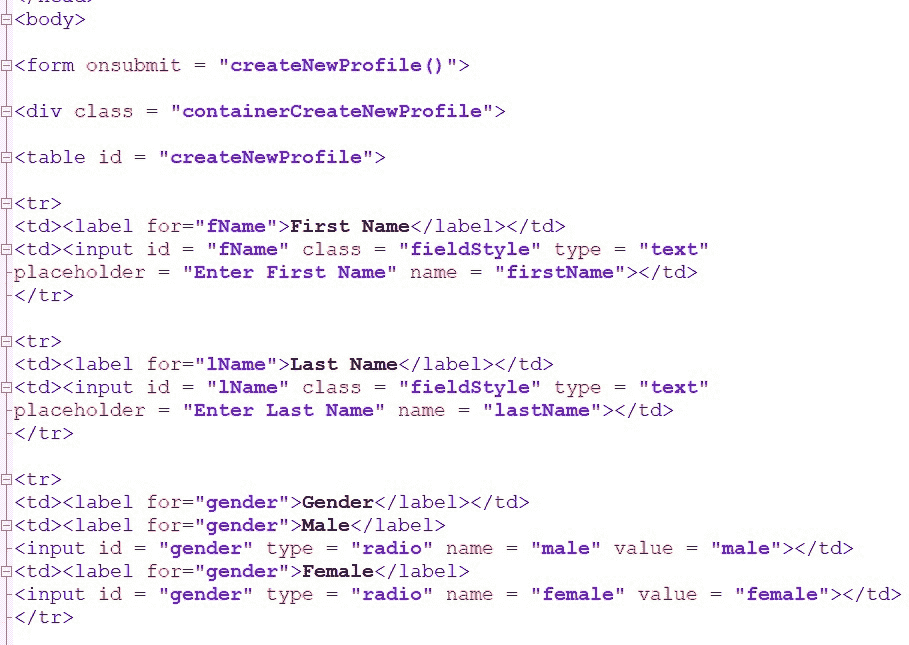 <body>
<form onsubmit = "createNewProfile()">
<div class = "containerCreateNewProfile">
<table id = "createNewProfile">
<tr>
<td><label for="fName">First Name</label></td>
<td><input id = "fName" class = "fieldStyle" type = "text"
placeholder = "Enter First Name" name = "firstName"></td>
</tr>
<tr>
<td><label for="lName">Last Name</label></td>
<td><input id = "lName" class = "fieldStyle" type = "text"
placeholder = "Enter Last Name" name = "lastName"></td>
</tr>
<tr>
<td><label for="gender">Gender</label></td>
<td><label for="gender">Male</label>
<input id = "gender" type = "radio" name = "male" value = "male"></td>
<td><label for="gender">Female</label>
<input id = "gender" type = "radio" name = "female" value = "female"></td>
</tr>